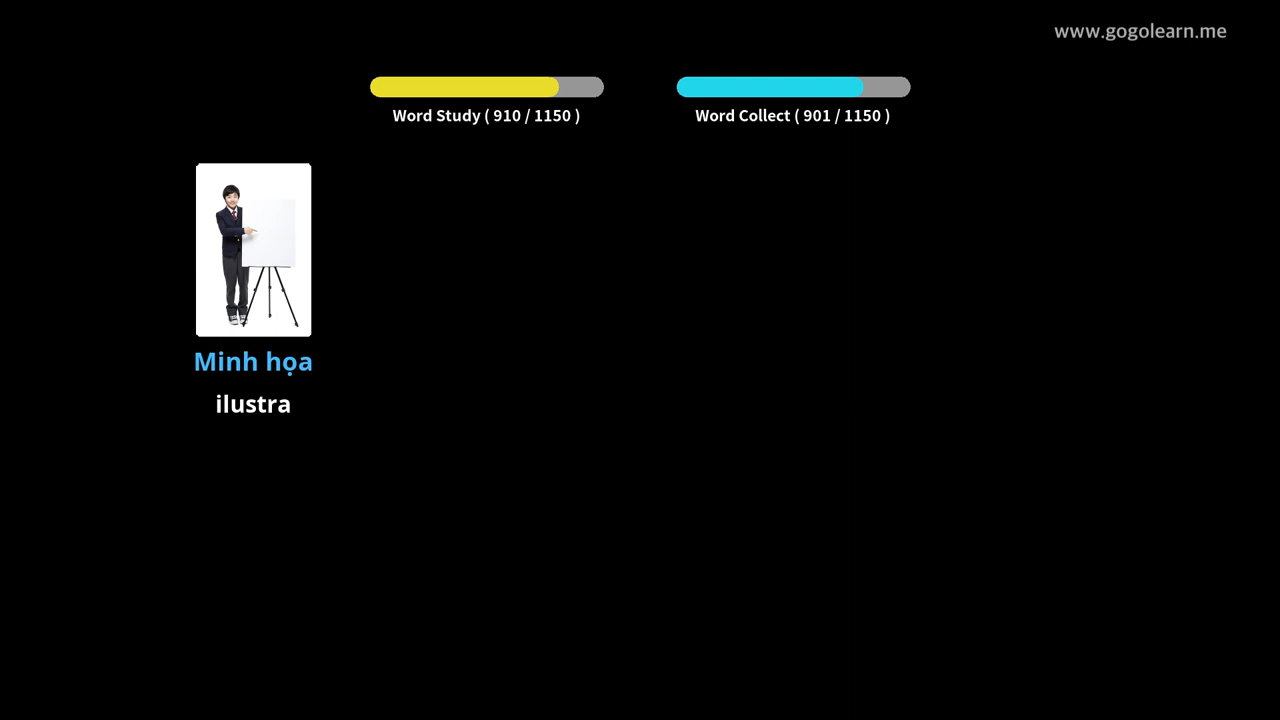 www.gogolearn.me
Word Study ( 910 / 1150 )
Word Collect ( 901 / 1150 )
Minh họa
ilustra